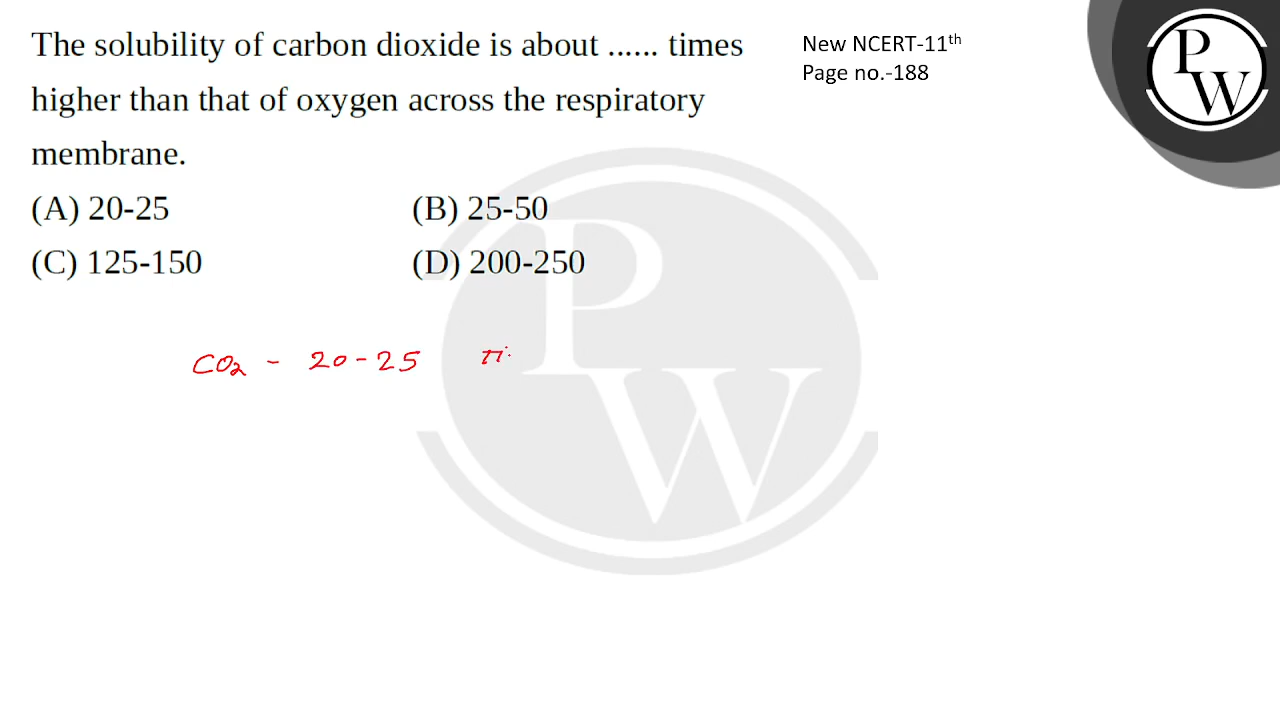 The solubility of carbon dioxide is about ...... times
higher than that of oxygen across the respiratory
membrane.
(A) 20-25 (B) 25-50
(C) 125-150 (D) 200-250
New NCERT-11th
Page no.-188
P
W
CO2 - 20-25
P
W